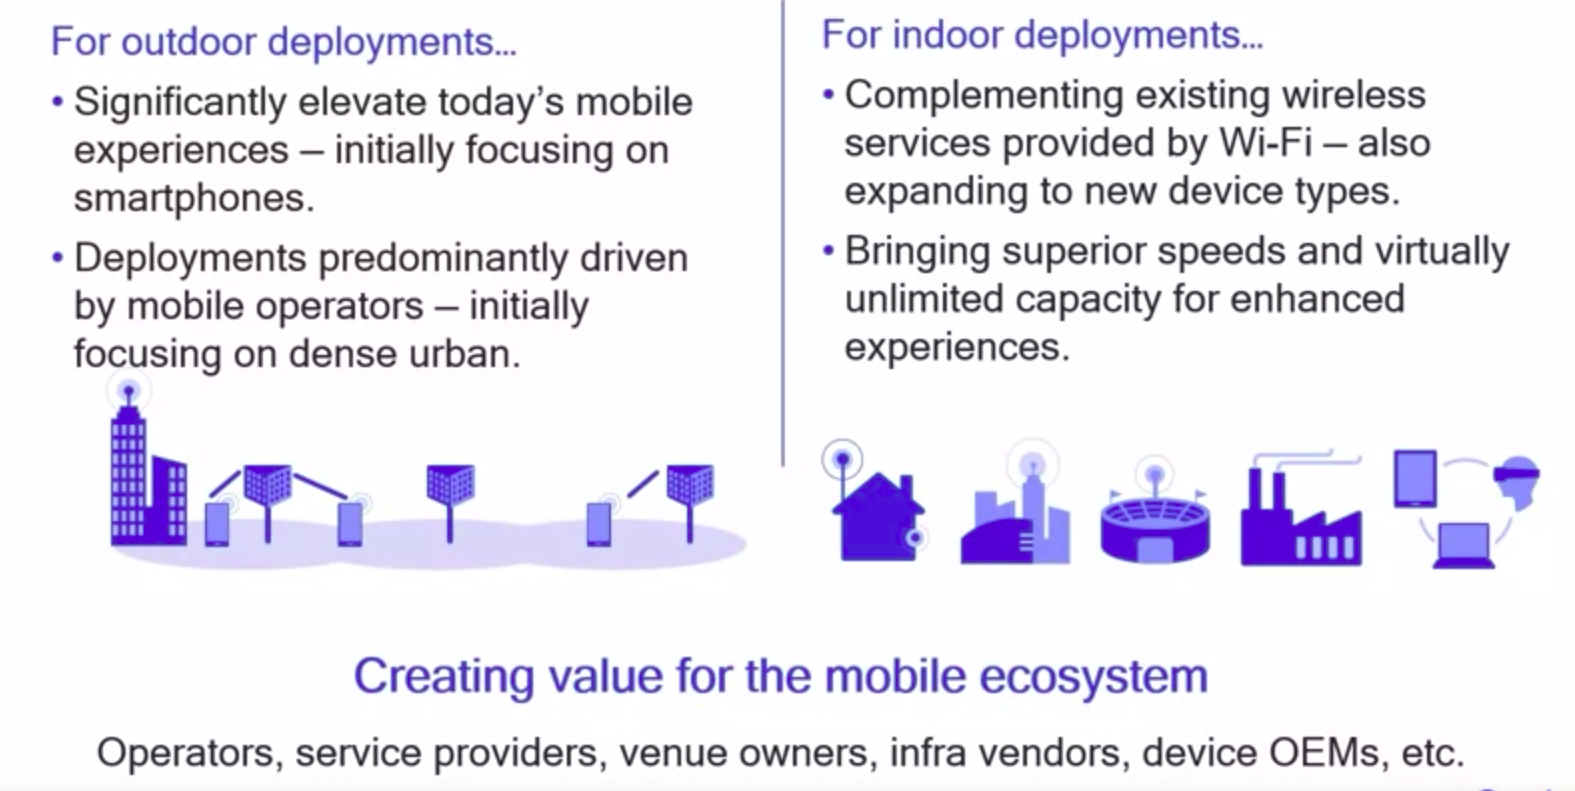 For outdoor deployments...
• Significantly elevate today's mobile
experiences – initially focusing on
smartphones.
• Deployments predominantly driven
by mobile operators – initially
focusing on dense urban.
For indoor deployments...
• Complementing existing wireless
services provided by Wi-Fi – also
expanding to new device types.
• Bringing superior speeds and virtually
unlimited capacity for enhanced
experiences.
Creating value for the mobile ecosystem
Operators, service providers, venue owners, infra vendors, device OEMs, etc.